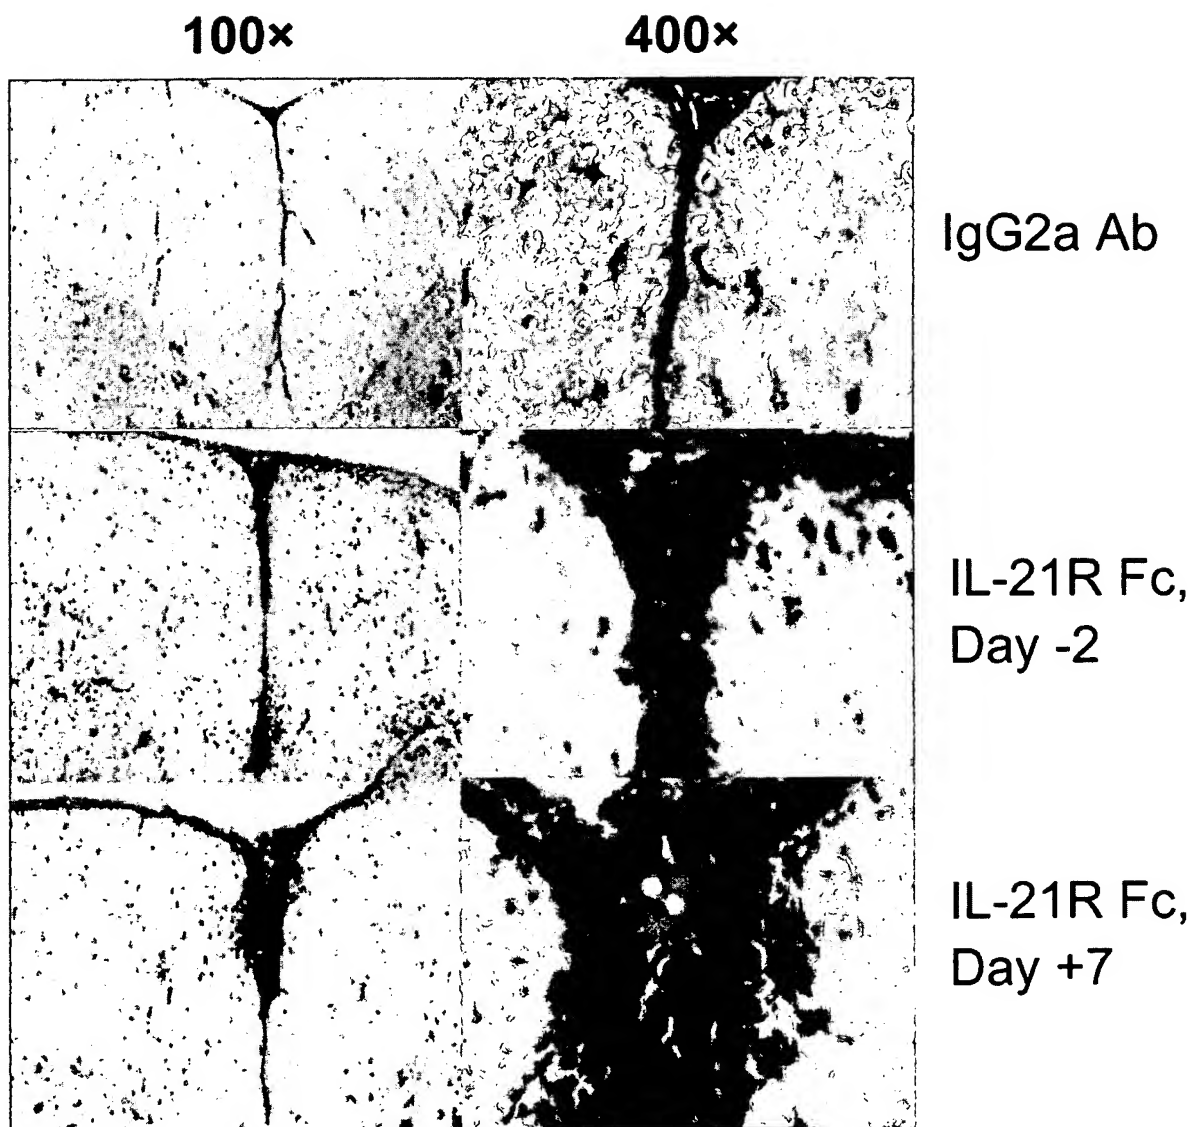 100×
400×
IgG2a Ab
IL-21R Fc,
Day -2
IL-21R Fc,
Day +7